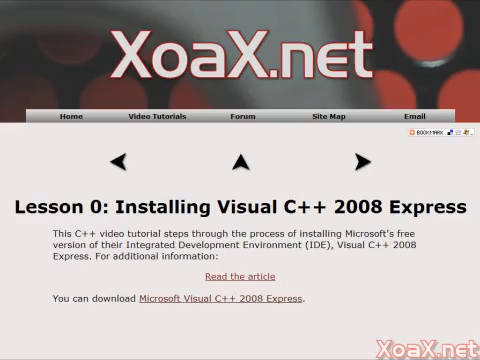 XoaX.net
Home Video Tutorials Forum Site Map Email
BOOKMARK
Lesson 0: Installing Visual C++ 2008 Express
This C++ video tutorial steps through the process of installing Microsoft's free
version of their Integrated Development Environment (IDE), Visual C++ 2008
Express. For additional information:
Read the article
You can download Microsoft Visual C++ 2008 Express.
XoaX.net